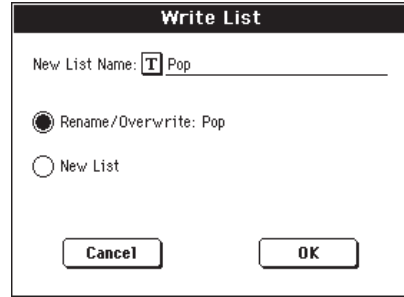 Write List
New List Name: T Pop
Rename/Overwrite: Pop
New List
Cancel OK